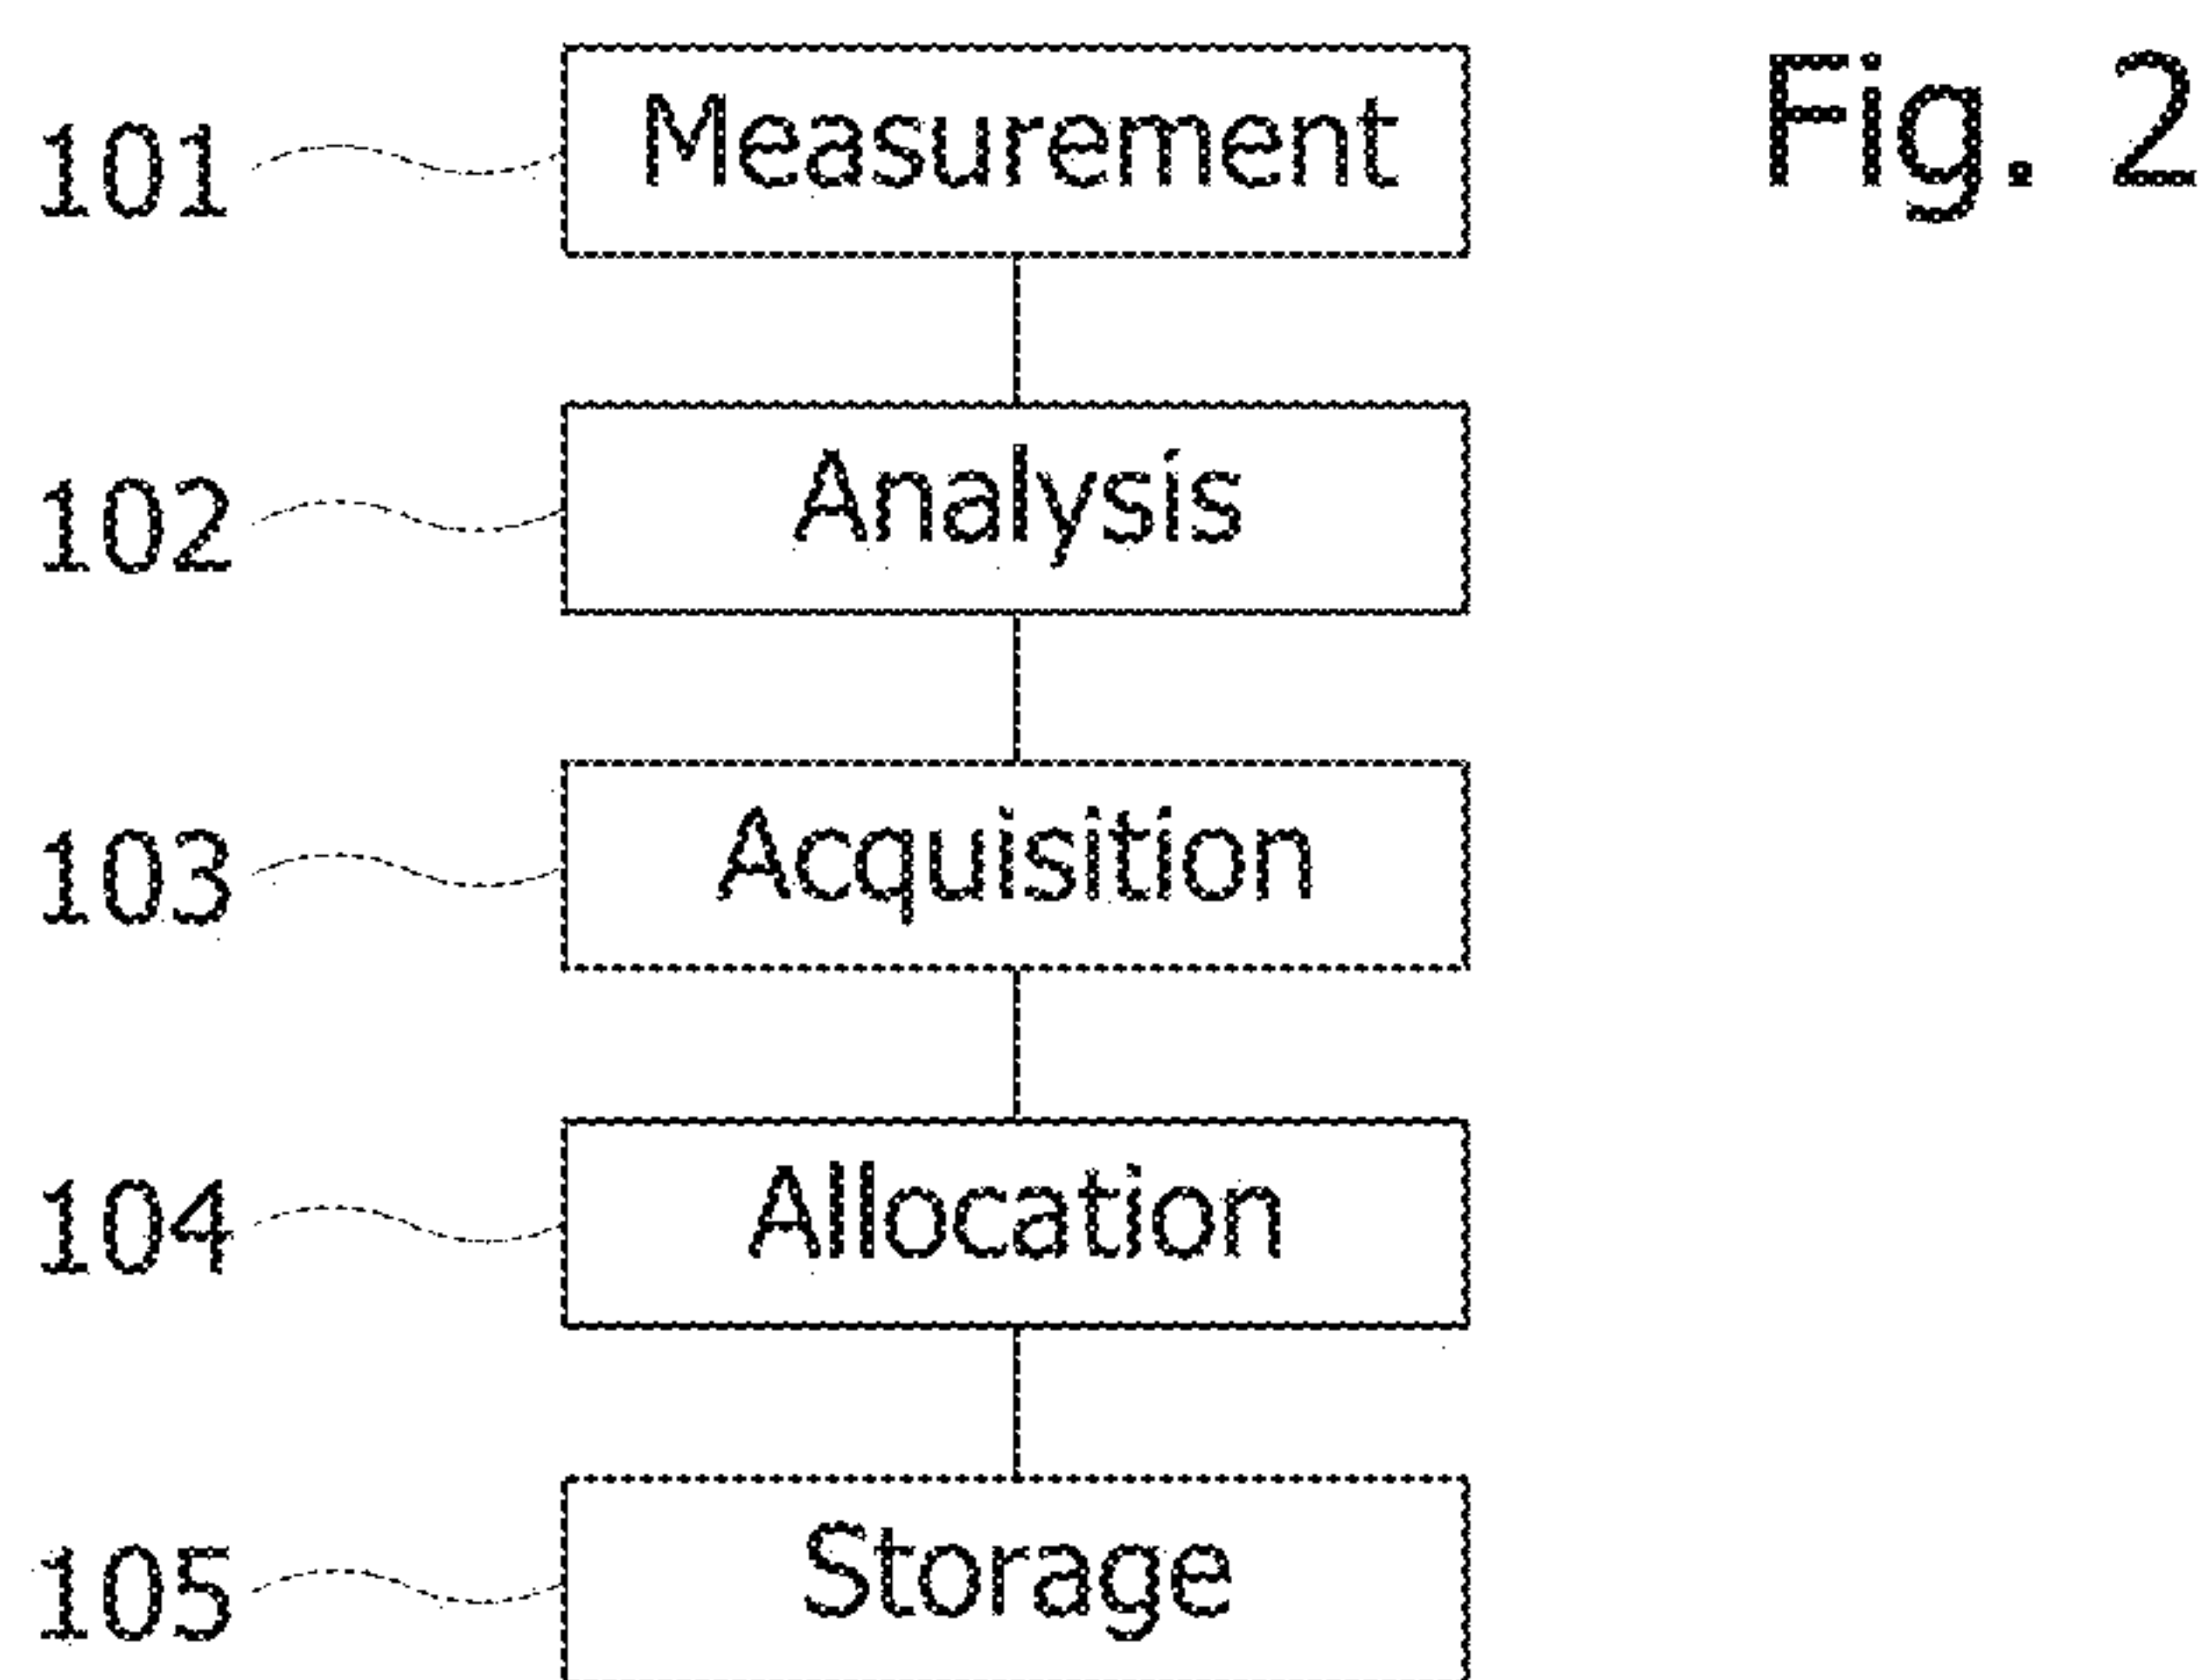 Fig. 2
101 Measurement
102 Analysis
103 Acquisition
104 Allocation
105 Storage